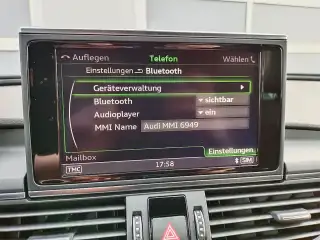 Auflegen Telefon Wählen
Einstellungen Bluetooth
Geräteverwaltung
Bluetooth sichtbar
Audioplayer ein
MMI Name Audi MMI 6949
Mailbox Einstellungen
THC 17:58 SIM